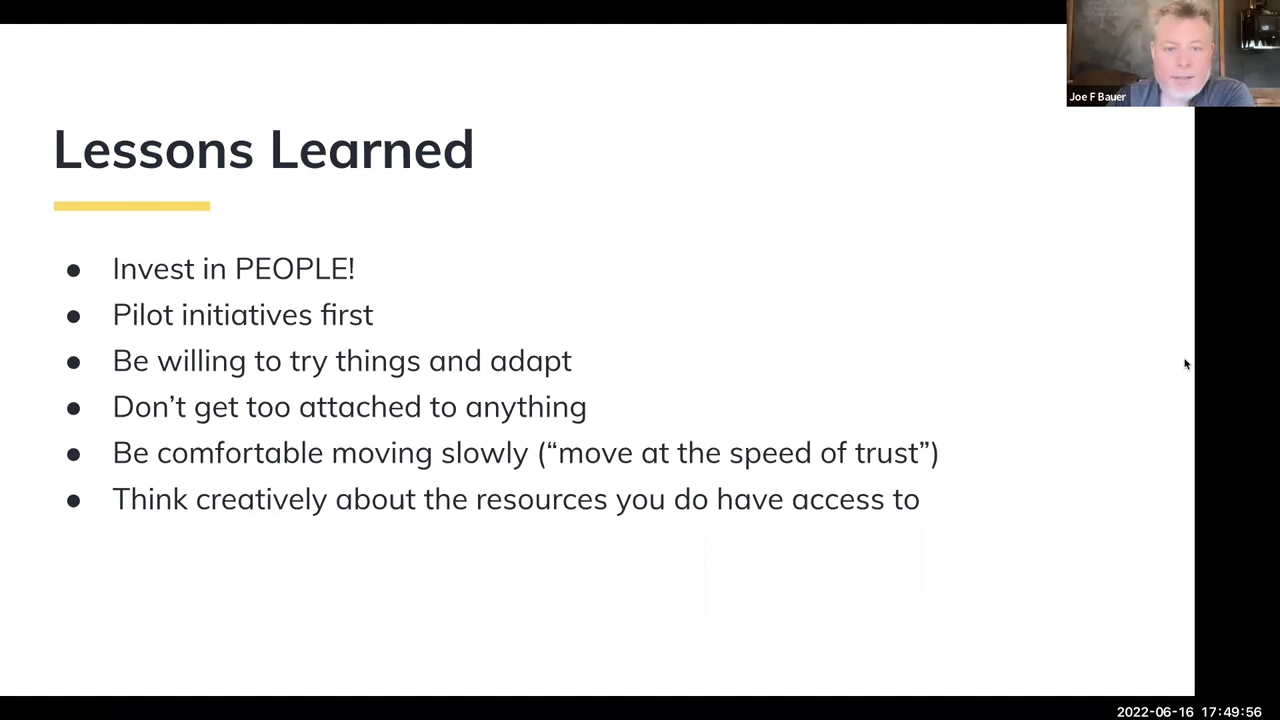 Joe F Bauer
Lessons Learned
● Invest in PEOPLE!
● Pilot initiatives first
● Be willing to try things and adapt
● Don’t get too attached to anything
● Be comfortable moving slowly (“move at the speed of trust”)
● Think creatively about the resources you do have access to
2022-06-16 17:49:56